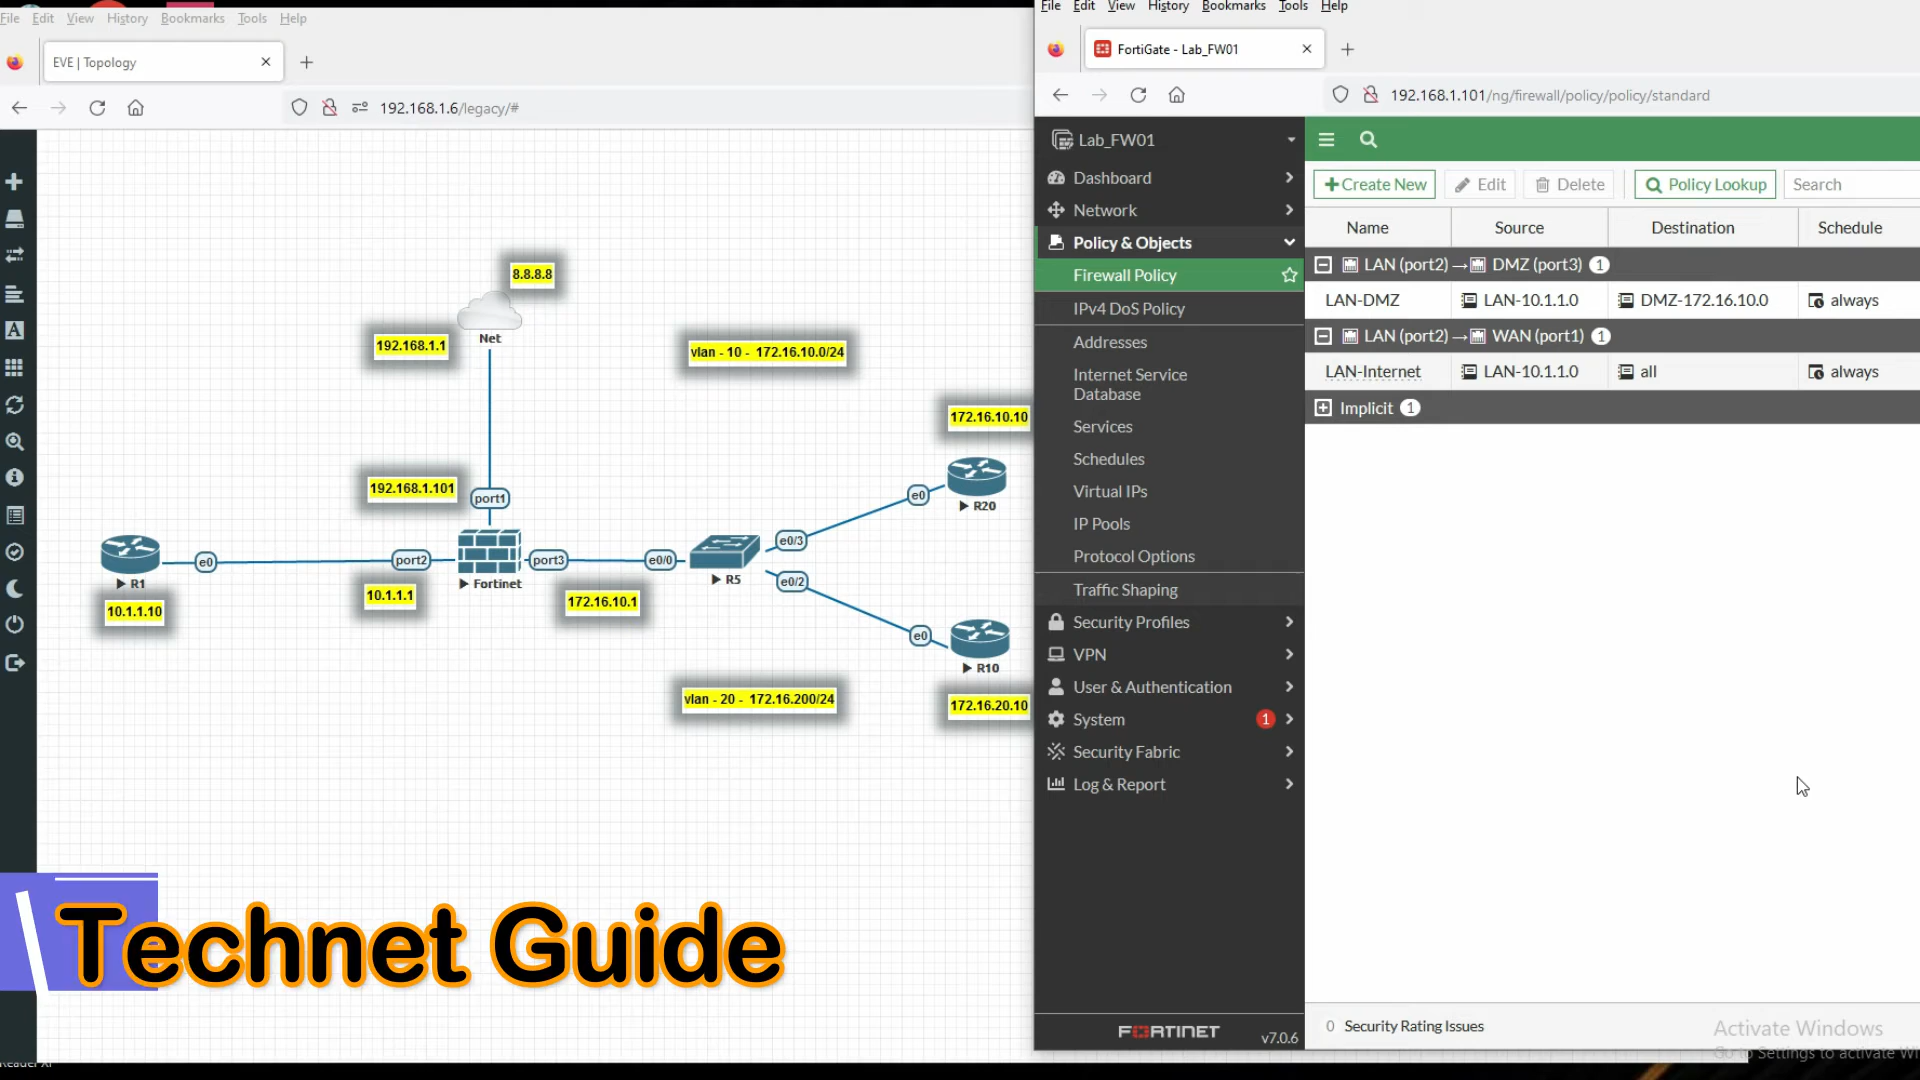 File Edit View History Bookmarks Tools Help
EVE | Topology
192.168.1.6/legacy/#
8.8.8.8
Net
192.168.1.1
vlan - 10 - 172.16.10.0/24
172.16.10.10
192.168.1.101
port1
e0
R20
e0/3
R1
e0
port2
Fortinet
port3
e0/0
R5
e0/2
10.1.1.10
10.1.1.1
172.16.10.1
e0
R10
vlan - 20 - 172.16.200/24
172.16.20.10
Technet Guide
File Edit View History Bookmarks Tools Help
FortiGate - Lab_FW01
192.168.1.101/ng/firewall/policy/policy/standard
Lab_FW01
Dashboard
Network
Policy & Objects
Firewall Policy
IPv4 DoS Policy
Addresses
Internet Service
Database
Services
Schedules
Virtual IPs
IP Pools
Protocol Options
Traffic Shaping
Security Profiles
VPN
User & Authentication
System 1
Security Fabric
Log & Report
FORTINET v7.0.6
Create New Edit Delete Policy Lookup Search
Name Source Destination Schedule
LAN (port2) → DMZ (port3) 1
LAN-DMZ LAN-10.1.1.0 DMZ-172.16.10.0 always
LAN (port2) → WAN (port1) 1
LAN-Internet LAN-10.1.1.0 all always
Implicit 1
0 Security Rating Issues
Activate Windows
Go to Settings to activate Wi